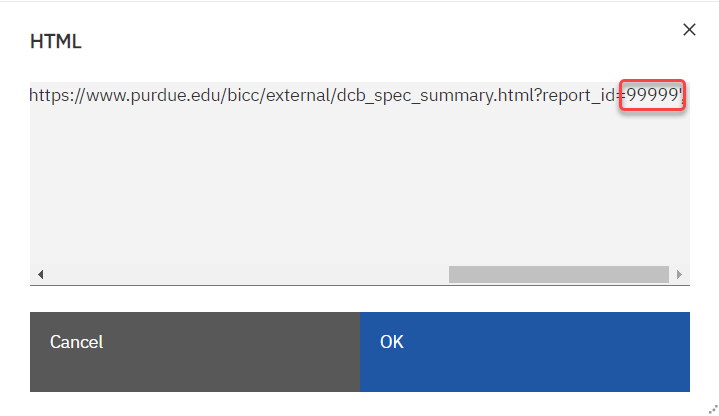 HTML
https://www.purdue.edu/bicc/external/dcb_spec_summary.html?report_id=99999'
Cancel
OK